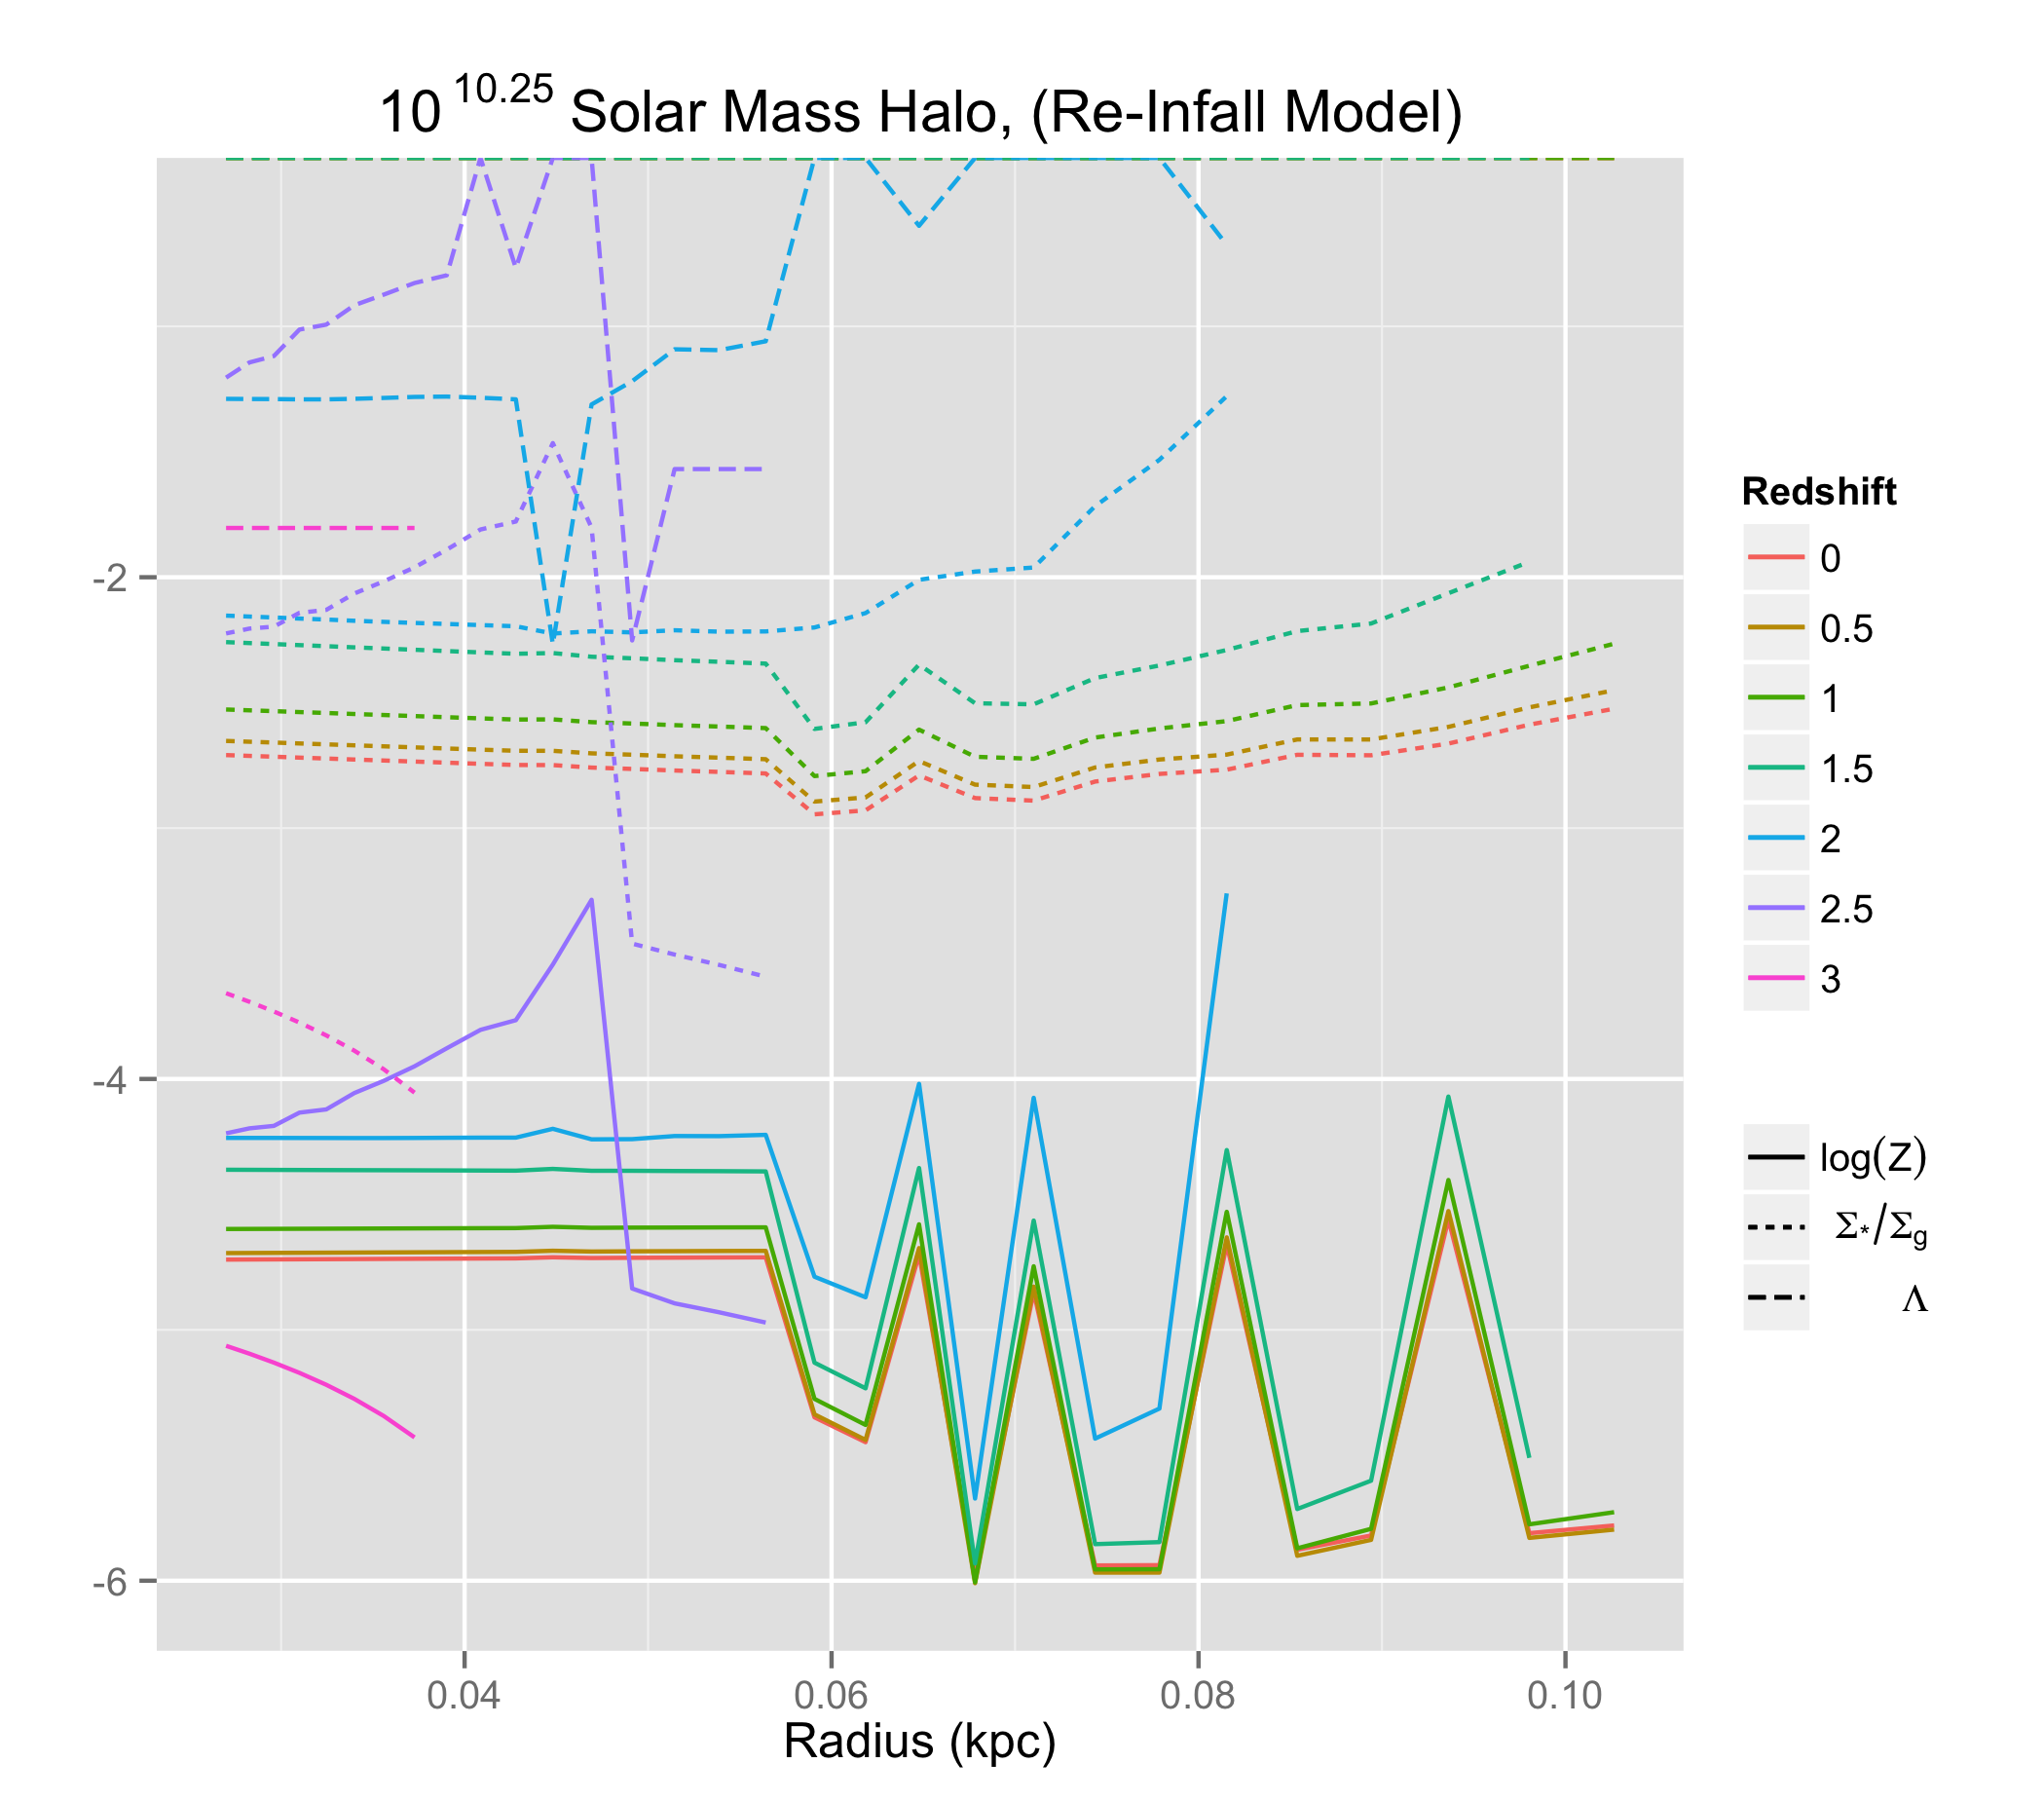 10^10.25 Solar Mass Halo, (Re-Infall Model)
-2
-4
-6
0.04 0.06 0.08 0.10
Radius (kpc)
Redshift
0
0.5
1
1.5
2
2.5
3
log(Z)
Σ*/Σg
Λ